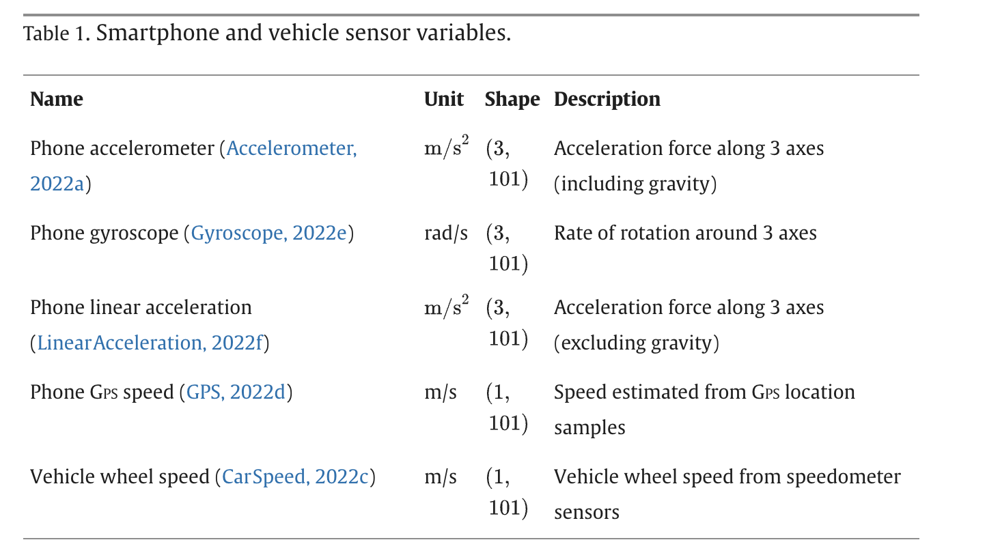 Table 1. Smartphone and vehicle sensor variables.
Name Unit Shape Description
Phone accelerometer (Accelerometer, m/s² (3, Acceleration force along 3 axes
2022a) 101) (including gravity)
Phone gyroscope (Gyroscope, 2022e) rad/s (3, Rate of rotation around 3 axes
101)
Phone linear acceleration m/s² (3, Acceleration force along 3 axes
(LinearAcceleration, 2022f) 101) (excluding gravity)
Phone GPS speed (GPS, 2022d) m/s (1, Speed estimated from GPS location
101) samples
Vehicle wheel speed (CarSpeed, 2022c) m/s (1, Vehicle wheel speed from speedometer
101) sensors